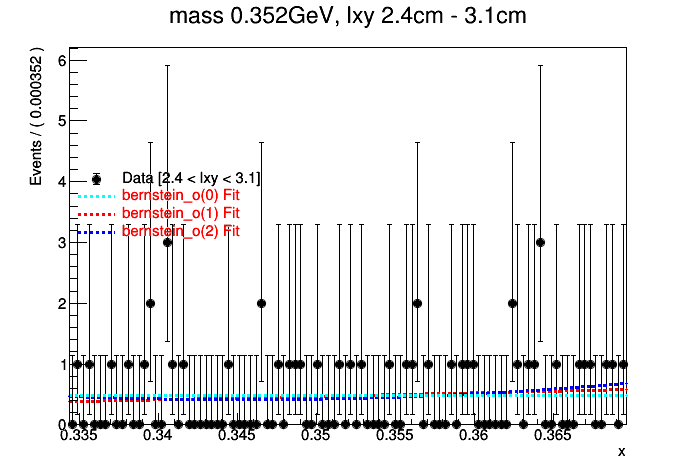 mass 0.352GeV, lxy 2.4cm - 3.1cm
Events / ( 0.000352 )
6
5
4
3
2
1
0
Data [2.4 < lxy < 3.1]
bernstein_o(0) Fit
bernstein_o(1) Fit
bernstein_o(2) Fit
0.335 0.34 0.345 0.35 0.355 0.36 0.365
x